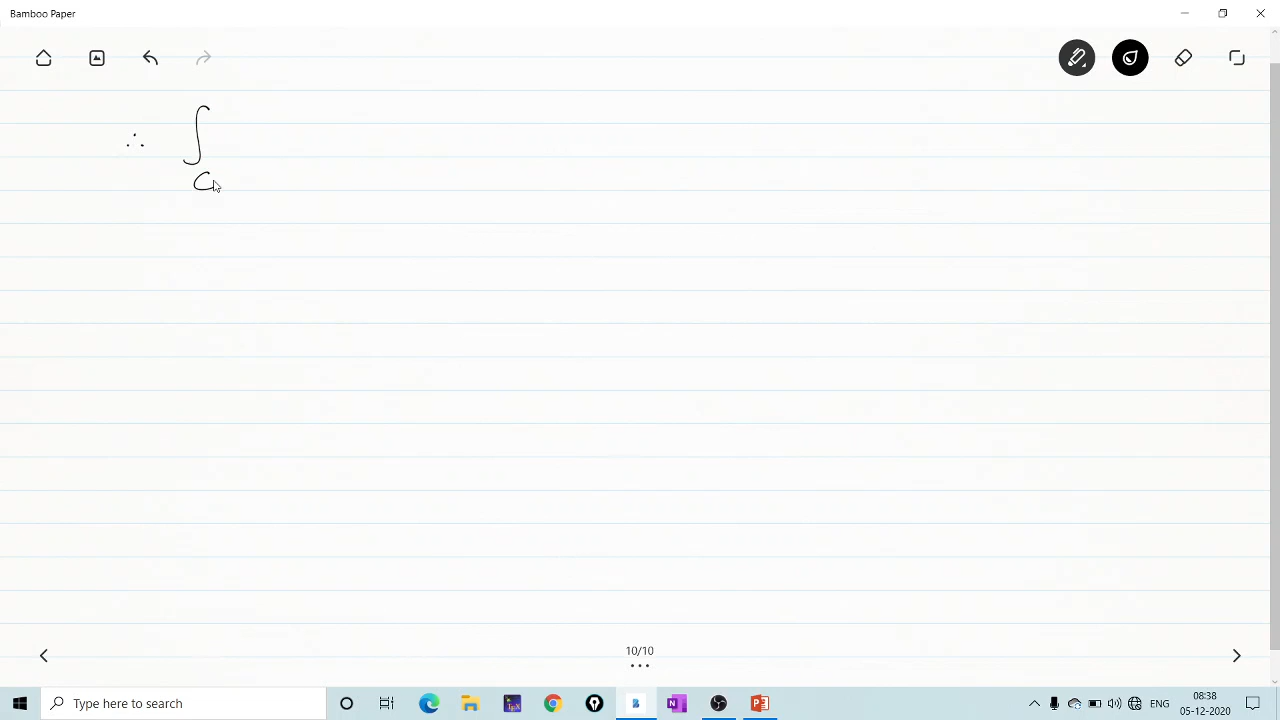 Bamboo Paper
∴ ∫
C
10/10
Type here to search
ENG
08:38
05-12-2020